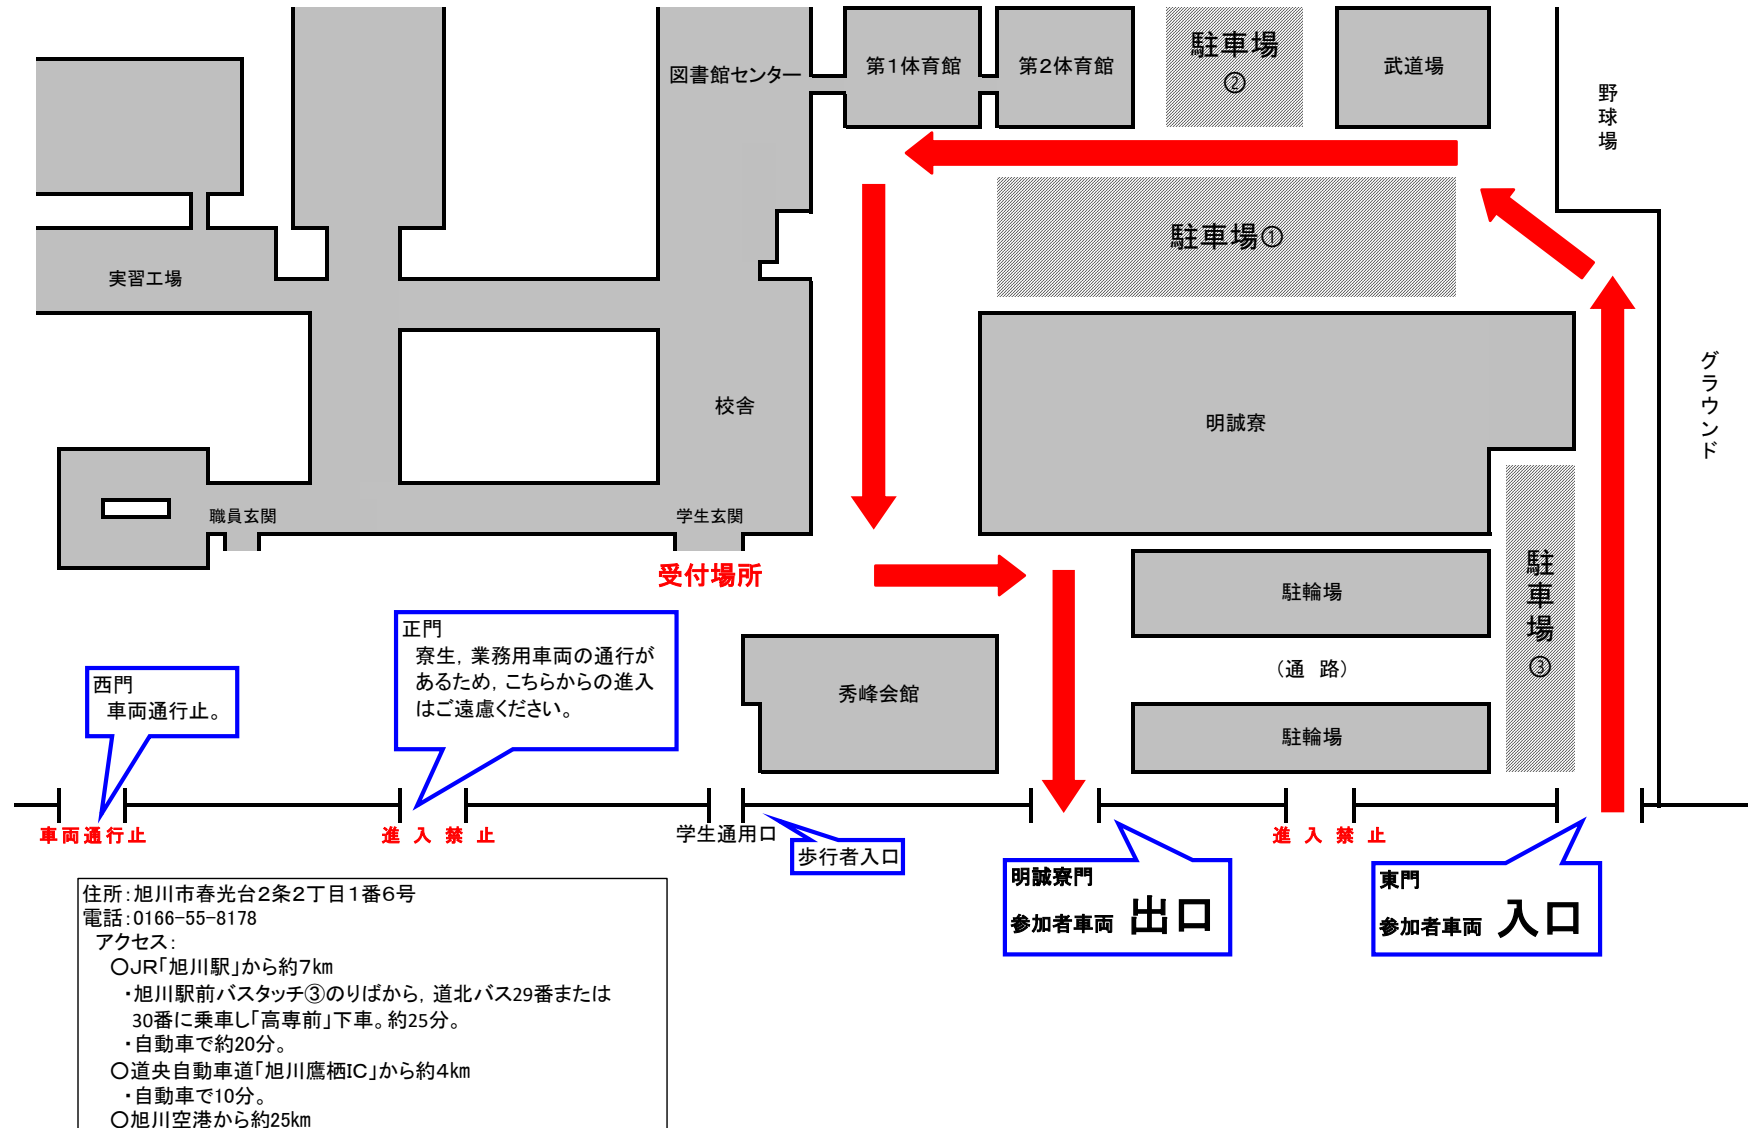 図書館センター
第1体育館
第2体育館
駐車場
②
武道場
野球場
駐車場①
実習工場
グラウンド
校舎
明誠寮
職員玄関
学生玄関
受付場所
駐輪場
駐車場③
(通 路)
駐輪場
秀峰会館
正門
寮生，業務用車両の通行が
あるため，こちらからの進入
はご遠慮ください。
西門
車両通行止。
車両通行止
進 入 禁 止
学生通用口
歩行者入口
進 入 禁 止
明誠寮門
参加者車両 出口
東門
参加者車両 入口
住所：旭川市春光台2条2丁目1番6号
電話：0166-55-8178
アクセス：
○JR「旭川駅」から約7km
・旭川駅前バスタッチ③のりばから，道北バス29番または
30番に乗車し「高専前」下車。約25分。
・自動車で約20分。
○道央自動車道「旭川鷹栖IC」から約4km
・自動車で10分。
○旭川空港から約25km